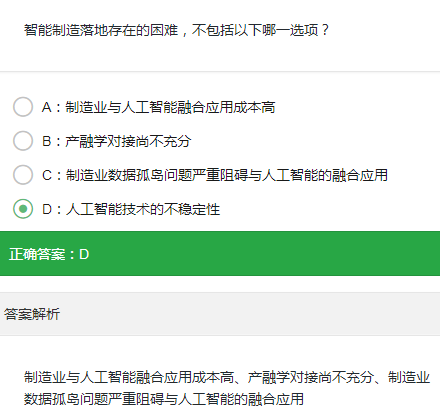 智能制造落地存在的困难，不包括以下哪一选项？
A：制造业与人工智能融合应用成本高
B：产融学对接尚不充分
C：制造业数据孤岛问题严重阻碍与人工智能的融合应用
D：人工智能技术的不稳定性
正确答案：D
答案解析
制造业与人工智能融合应用成本高、产融学对接尚不充分、制造业
数据孤岛问题严重阻碍与人工智能的融合应用